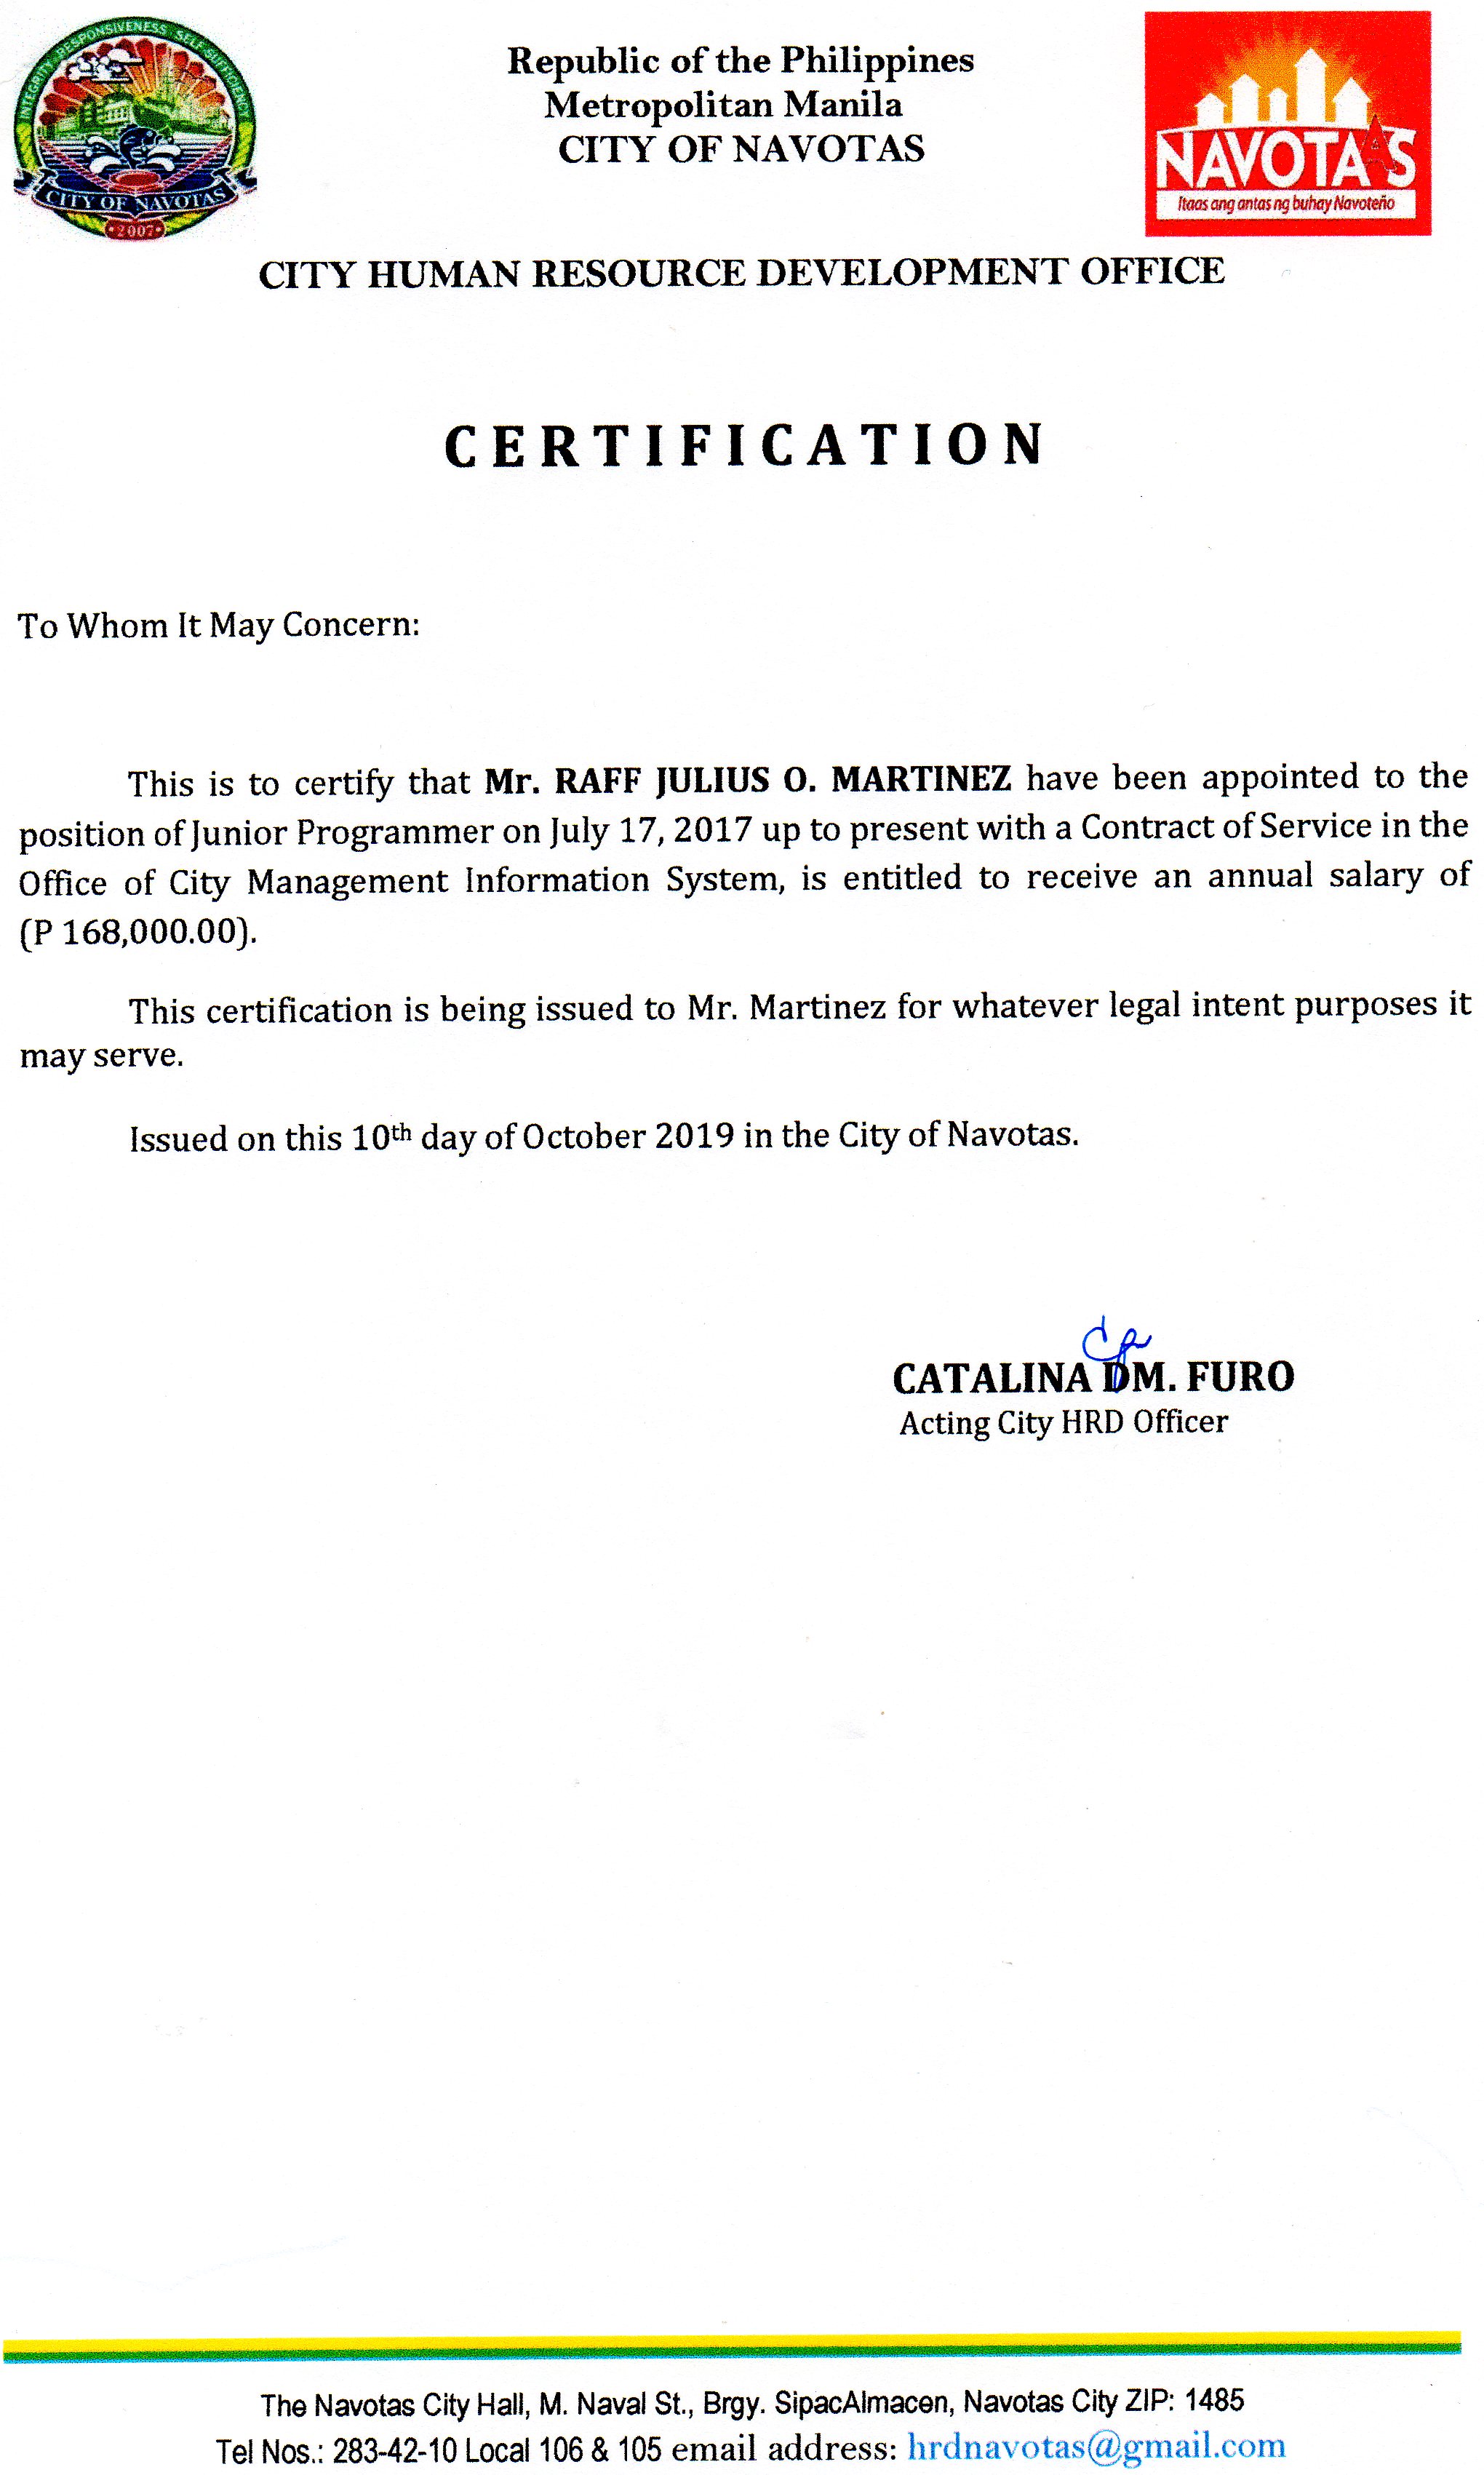 INTEGRITY RESPONSIVENESS SELF-SUFFICIENCY
CITY OF NAVOTAS
2007
Republic of the Philippines
Metropolitan Manila
CITY OF NAVOTAS
NAVOTAAS
Itaas ang antas ng buhay Navoteño
CITY HUMAN RESOURCE DEVELOPMENT OFFICE
CERTIFICATION
To Whom It May Concern:
This is to certify that Mr. RAFF JULIUS O. MARTINEZ have been appointed to the
position of Junior Programmer on July 17, 2017 up to present with a Contract of Service in the
Office of City Management Information System, is entitled to receive an annual salary of
(P 168,000.00).
This certification is being issued to Mr. Martinez for whatever legal intent purposes it
may serve.
Issued on this 10th day of October 2019 in the City of Navotas.
CATALINA DM. FURO
Acting City HRD Officer
The Navotas City Hall, M. Naval St., Brgy. SipacAlmacen, Navotas City ZIP: 1485
Tel Nos.: 283-42-10 Local 106 & 105 email address: hrdnavotas@gmail.com